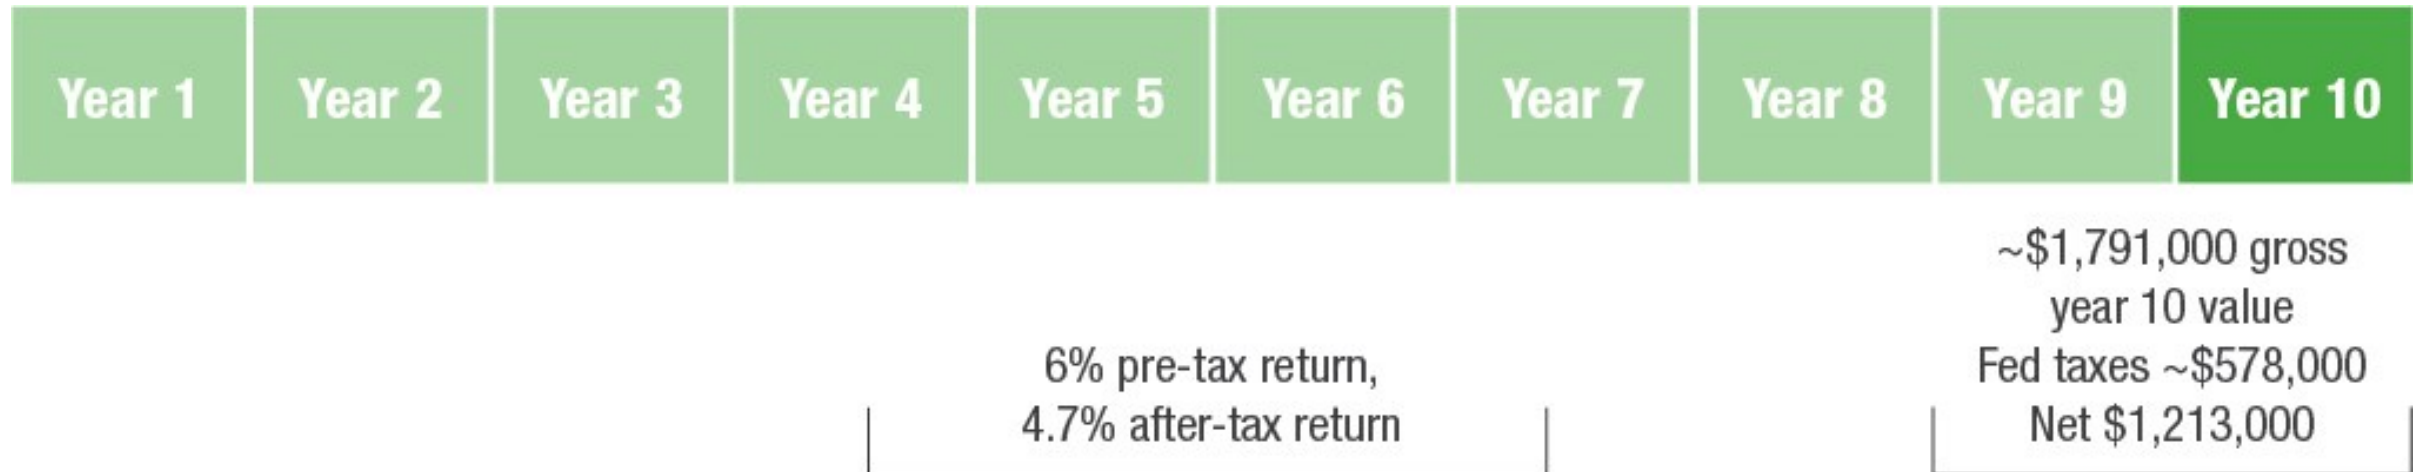 Year 1 Year 2 Year 3 Year 4 Year 5 Year 6 Year 7 Year 8 Year 9 Year 10
6% pre-tax return,
4.7% after-tax return
~$1,791,000 gross
year 10 value
Fed taxes ~$578,000
Net $1,213,000